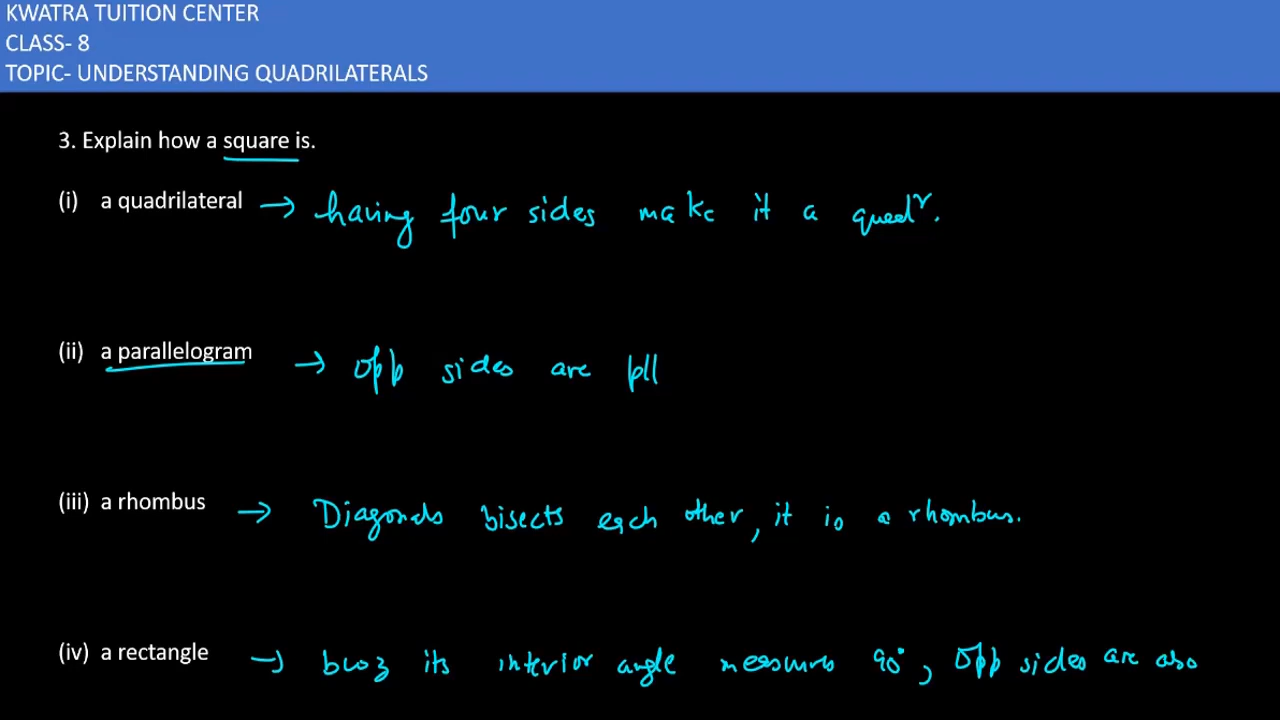 KWATRA TUITION CENTER
CLASS- 8
TOPIC- UNDERSTANDING QUADRILATERALS
3. Explain how a square is.
(i) a quadrilateral → having four sides make it a quadr.
(ii) a parallelogram → opp sides are pll
(iii) a rhombus → Diagonals bisects each other, it is a rhombus.
(iv) a rectangle → bcoz its interior angle measures 90°, opp sides are also